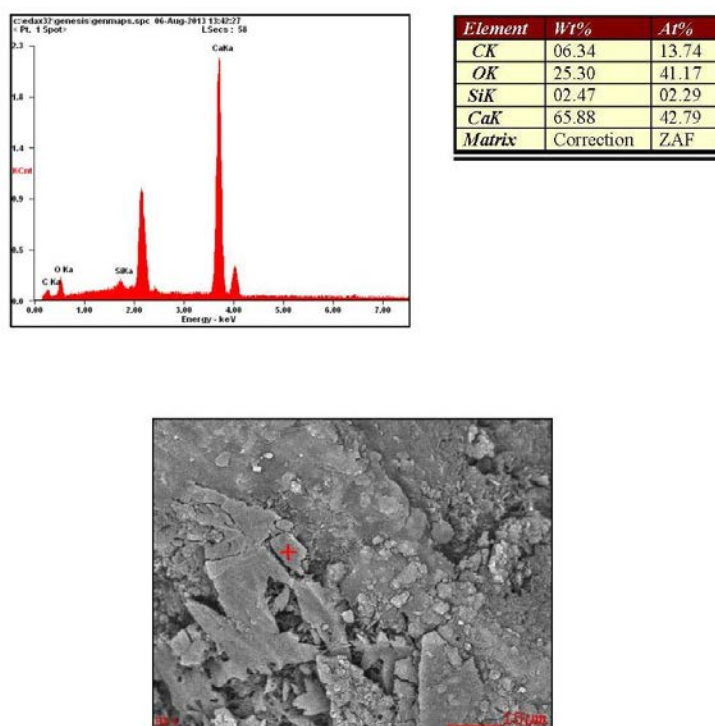 c:\edax32\genesis\genmaps.spc 06-Aug-2013 13:42:27
< Pt. 1 Spot>
LSecs : 58
2.3
1.8
1.4
KCnt
0.9
0.5
0.0
CaKa
C Ka
O Ka
SiKa
0.00 1.00 2.00 3.00 4.00 5.00 6.00 7.00
Energy - keV
Element Wt% At%
CK 06.34 13.74
OK 25.30 41.17
SiK 02.47 02.29
CaK 65.88 42.79
Matrix Correction ZAF